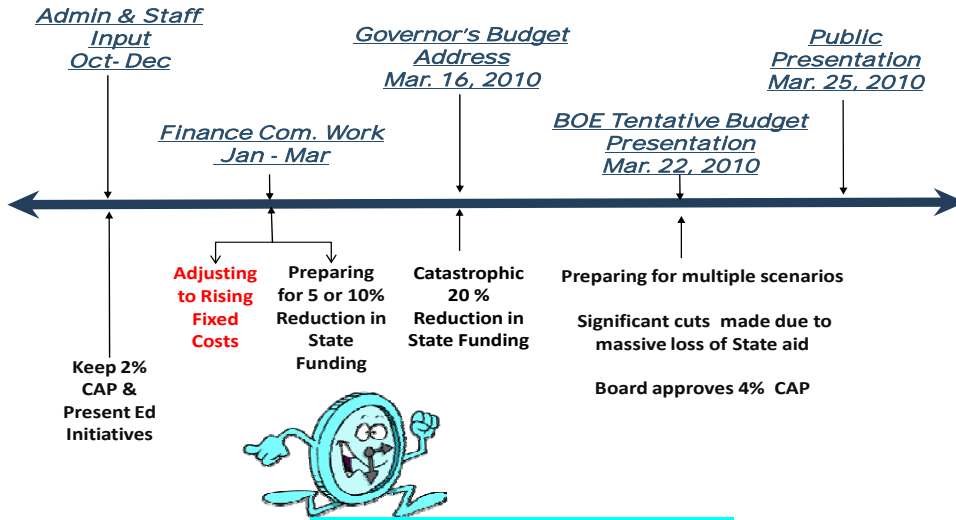 Admin & Staff
Input
Oct- Dec
Finance Com. Work
Jan - Mar
Governor's Budget
Address
Mar. 16, 2010
BOE Tentative Budget
Presentation
Mar. 22, 2010
Public
Presentation
Mar. 25, 2010
Keep 2%
CAP &
Present Ed
Initiatives
Adjusting
to Rising
Fixed
Costs
Preparing
for 5 or 10%
Reduction in
State
Funding
Catastrophic
20 %
Reduction in
State Funding
Preparing for multiple scenarios
Significant cuts made due to
massive loss of State aid
Board approves 4% CAP